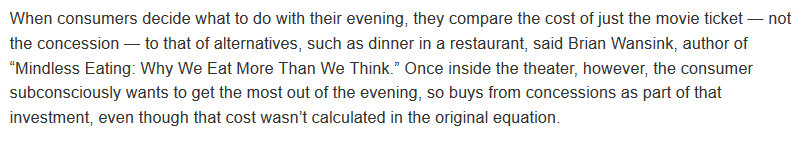 When consumers decide what to do with their evening, they compare the cost of just the movie ticket — not
the concession — to that of alternatives, such as dinner in a restaurant, said Brian Wansink, author of
“Mindless Eating: Why We Eat More Than We Think.” Once inside the theater, however, the consumer
subconsciously wants to get the most out of the evening, so buys from concessions as part of that
investment, even though that cost wasn’t calculated in the original equation.